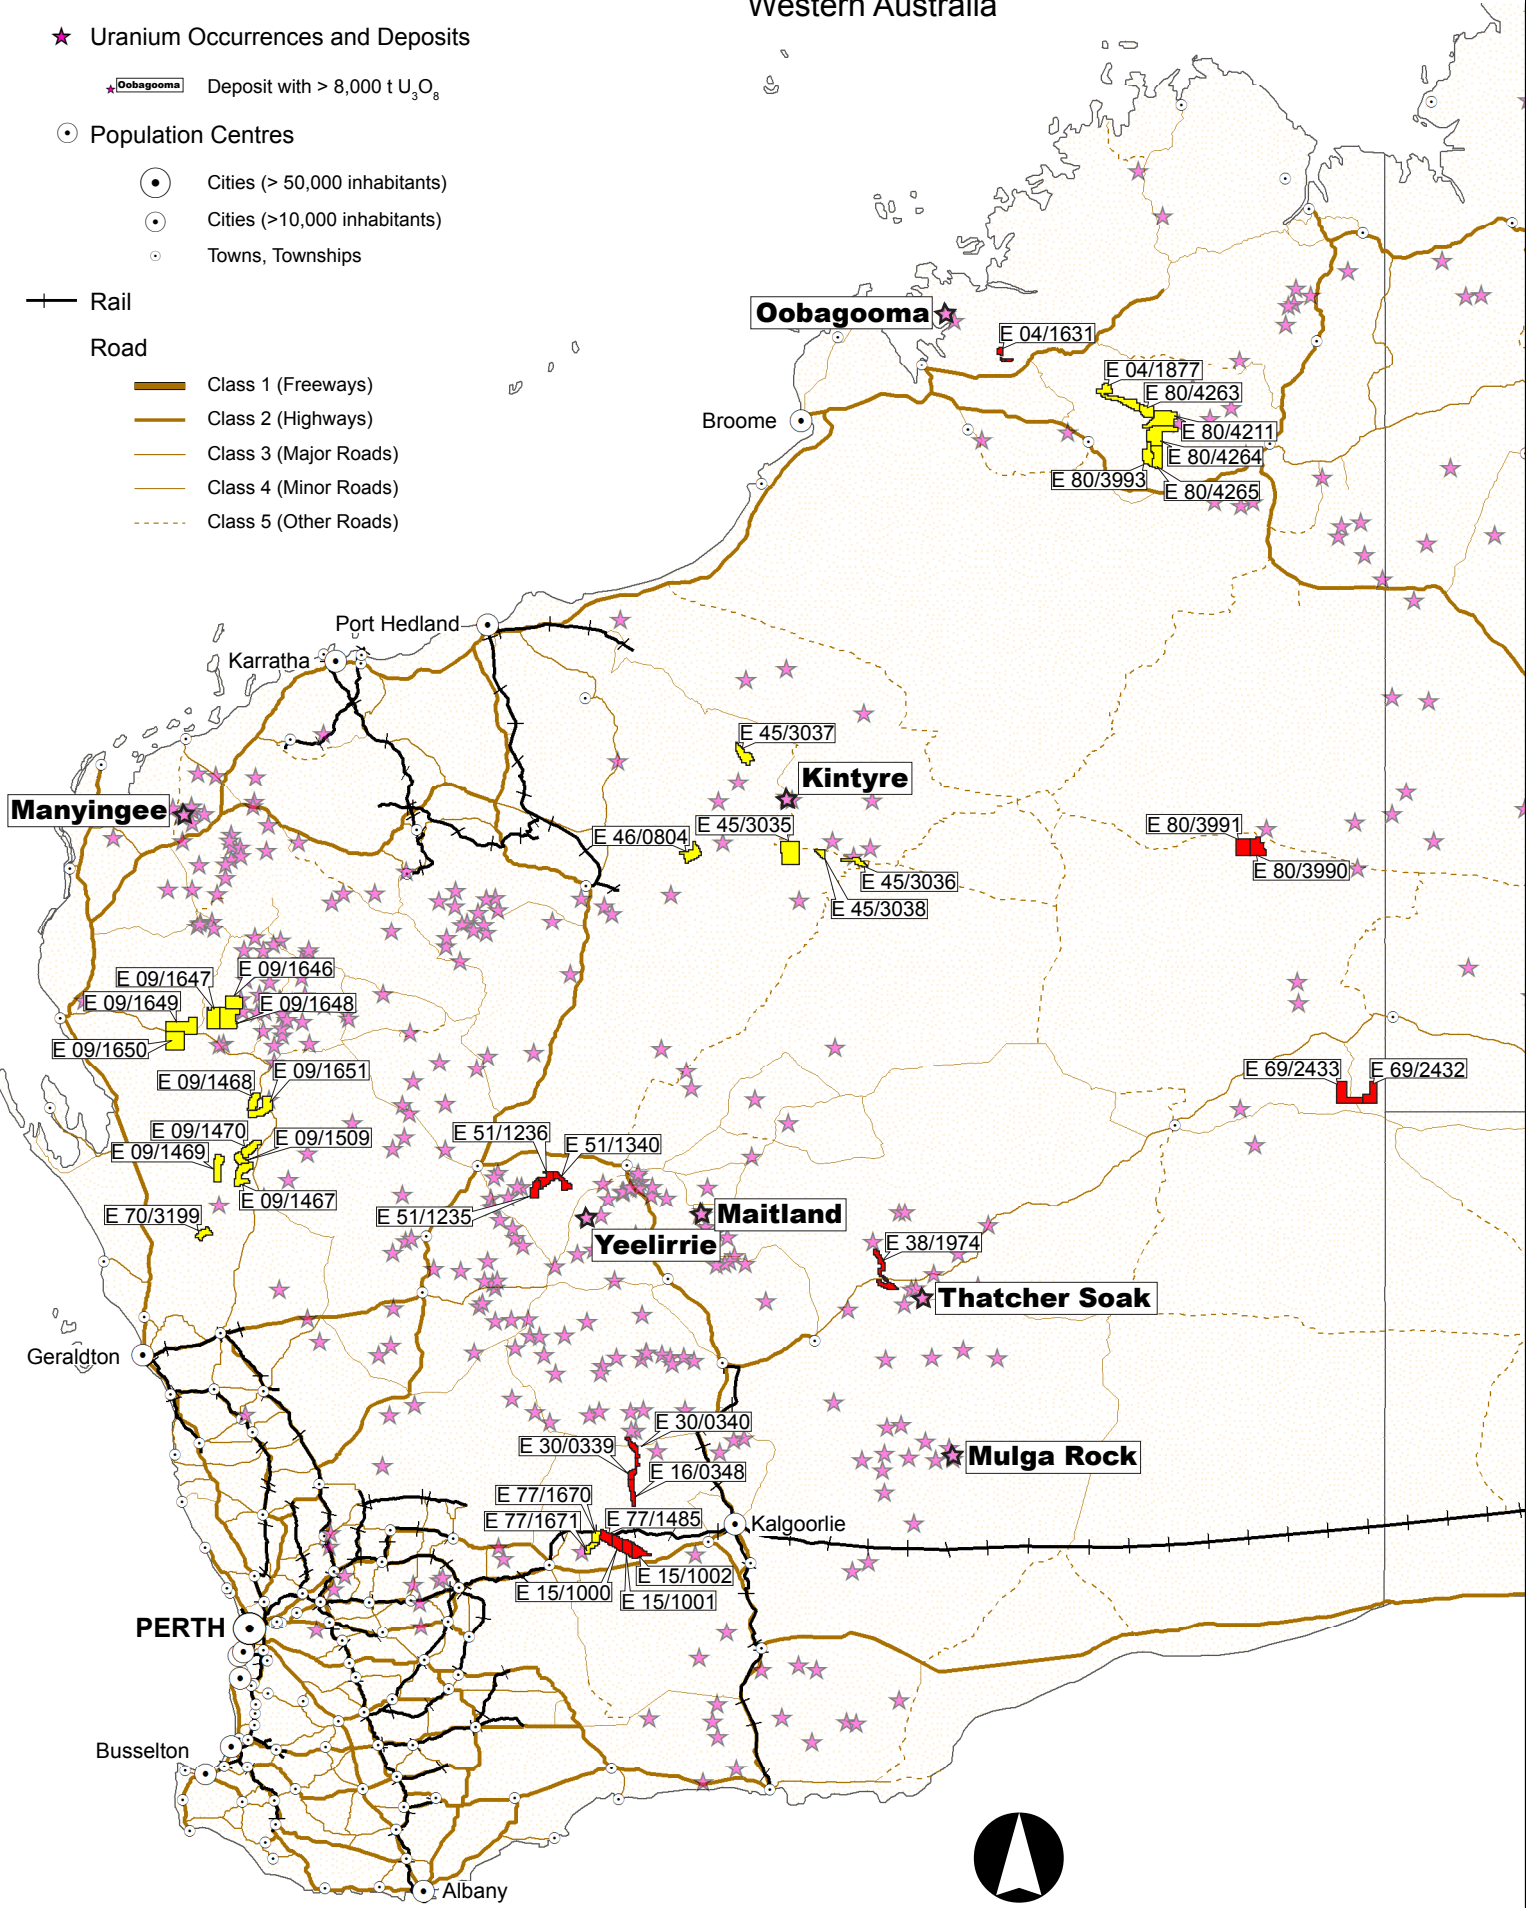 Western Australia
Uranium Occurrences and Deposits
Oobagooma
Deposit with > 8,000 t U₃O₈
Population Centres
Cities (> 50,000 inhabitants)
Cities (>10,000 inhabitants)
Towns, Townships
Rail
Road
Class 1 (Freeways)
Class 2 (Highways)
Class 3 (Major Roads)
Class 4 (Minor Roads)
Class 5 (Other Roads)
Oobagooma
E 04/1631
E 04/1877
E 80/4263
Broome
E 80/4211
E 80/4264
E 80/3993
E 80/4265
Port Hedland
Karratha
E 45/3037
Kintyre
Manyingee
E 45/3035
E 46/0804
E 80/3991
E 80/3990
E 45/3036
E 45/3038
E 09/1646
E 09/1647
E 09/1649
E 09/1648
E 09/1650
E 69/2433
E 69/2432
E 09/1651
E 09/1468
E 09/1470
E 09/1509
E 09/1469
E 51/1236
E 51/1340
E 09/1467
E 70/3199
E 51/1235
Maitland
Yeelirrie
E 38/1974
Thatcher Soak
Geraldton
E 30/0340
E 30/0339
Mulga Rock
E 16/0348
E 77/1670
E 77/1671
E 77/1485
Kalgoorlie
E 15/1002
E 15/1000
E 15/1001
PERTH
Busselton
Albany